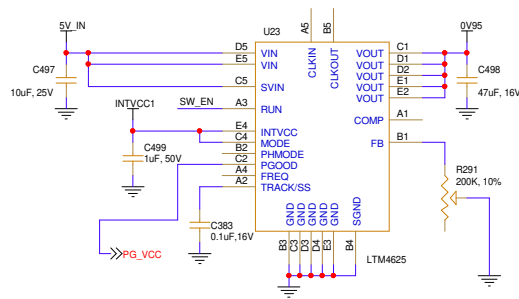 5V_IN
U23
A5
B5
0V95
D5 VIN CLKIN CLKOUT VOUT C1
E5 VIN VOUT D1
VOUT D2
C5 SVIN VOUT E1
VOUT E2
C497
10uF, 25V
C498
47uF, 16V
INTVCC1
SW_EN A3 RUN
COMP A1
E4 INTVCC FB B1
C4 MODE
B2 PHMODE
C2 PGOOD
A4 FREQ
A2 TRACK/SS
C499
1uF, 50V
R291
200K, 10%
C383
0.1uF,16V
GND GND GND GND GND SGND
B3 C3 D3 D4 E3 B4
PG_VCC
LTM4625